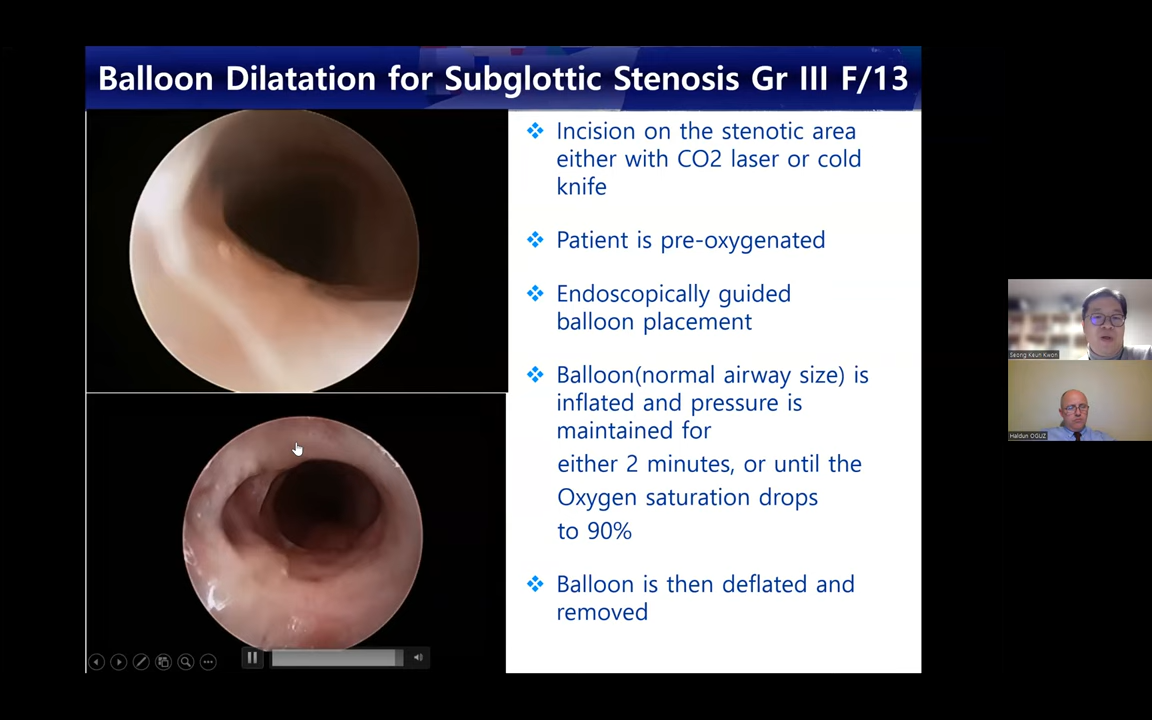 Balloon Dilatation for Subglottic Stenosis Gr III F/13
❖ Incision on the stenotic area
either with CO2 laser or cold
knife
❖ Patient is pre-oxygenated
❖ Endoscopically guided
balloon placement
❖ Balloon(normal airway size) is
inflated and pressure is
maintained for
either 2 minutes, or until the
Oxygen saturation drops
to 90%
❖ Balloon is then deflated and
removed
Seong Keun Kwon
Haldun OGUZ